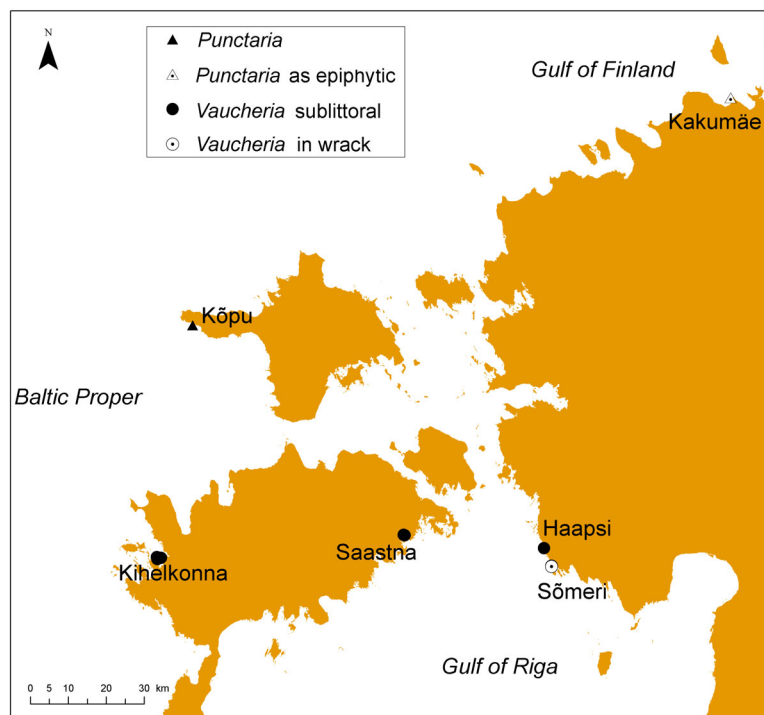 N
Punctaria
Punctaria as epiphytic
Vaucheria sublittoral
Vaucheria in wrack
Gulf of Finland
Kakumäe
Kõpu
Baltic Proper
Haapsi
Saastna
Kihelkonna
Sõmeri
Gulf of Riga
0 5 10 20 30 km